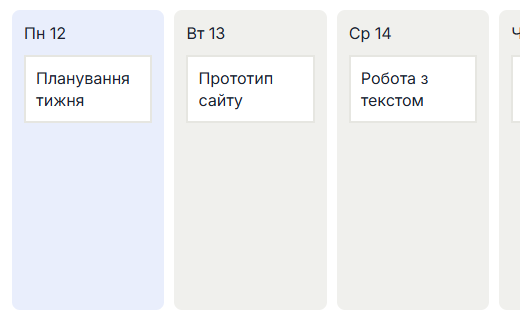 Пн 12
Планування
тижня
Вт 13
Прототип
сайту
Ср 14
Робота з
текстом